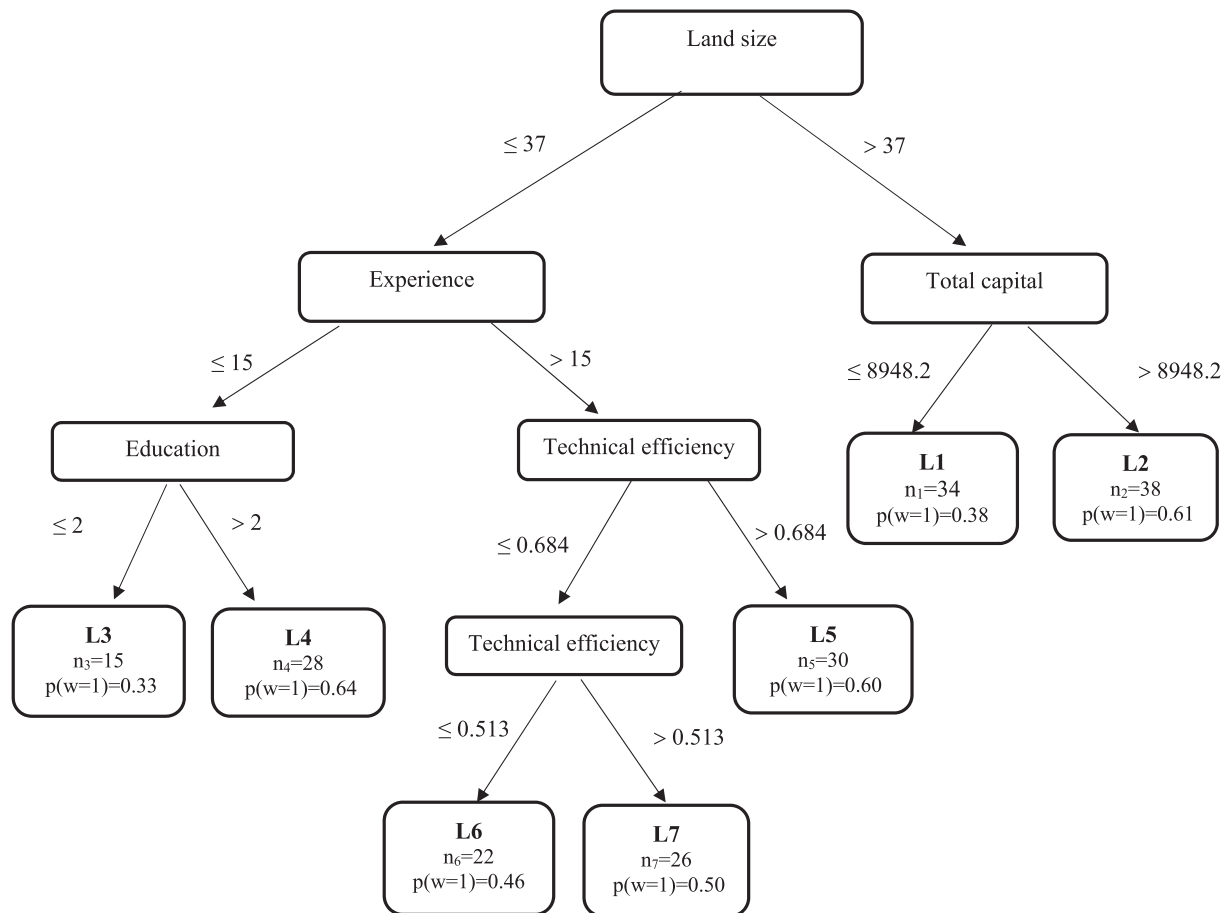 Land size
≤ 37
> 37
Experience
Total capital
≤ 15
> 15
≤ 8948.2
> 8948.2
Education
Technical efficiency
L1
n₁=34
p(w=1)=0.38
L2
n₂=38
p(w=1)=0.61
≤ 2
> 2
≤ 0.684
> 0.684
L3
n₃=15
p(w=1)=0.33
L4
n₄=28
p(w=1)=0.64
Technical efficiency
L5
n₅=30
p(w=1)=0.60
≤ 0.513
> 0.513
L6
n₆=22
p(w=1)=0.46
L7
n₇=26
p(w=1)=0.50